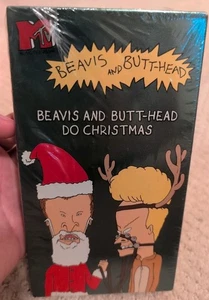 MTV
BEAVIS AND BUTT-HEAD
BEAVIS AND BUTT-HEAD
DO CHRISTMAS